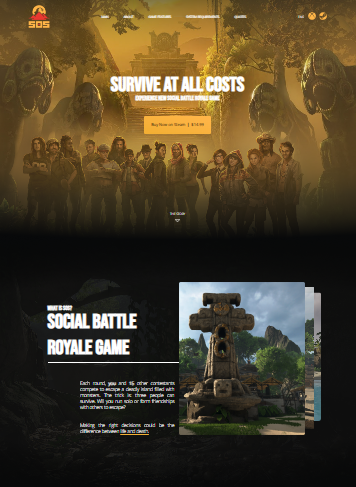 SOS
SURVIVE AT ALL COSTS
Buy Now on Steam | $14.99
WHAT IS SOS?
SOCIAL BATTLE
ROYALE GAME
Each round, you and 15 other contestants
compete to escape a deadly island filled with
monsters. The trick is: three people can
survive. Will you run solo or form friendships
with others to escape?
Making the right decisions could be the
difference between life and death.